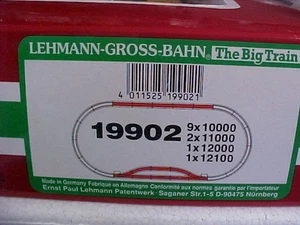 LEHMANN-GROSS-BAHN The Big Train
4 011525 199021
19902
9x10000
2x11000
1x12000
1x12100
Made in Germany Fabriqué en Allemagne Conformité aux normes garantie par l'importateur
Ernst Paul Lehmann Patentwerk · Saganer Str.1-5 D-90475 Nürnberg